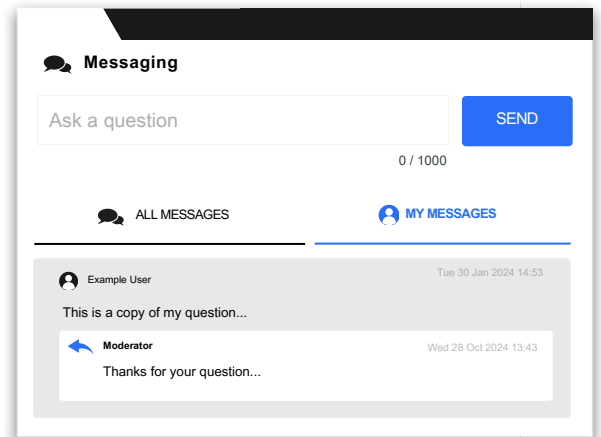 Messaging
Ask a question
SEND
0 / 1000
ALL MESSAGES
MY MESSAGES
Example User
Tue 30 Jan 2024 14:53
This is a copy of my question...
Moderator
Wed 28 Oct 2024 13:43
Thanks for your question...